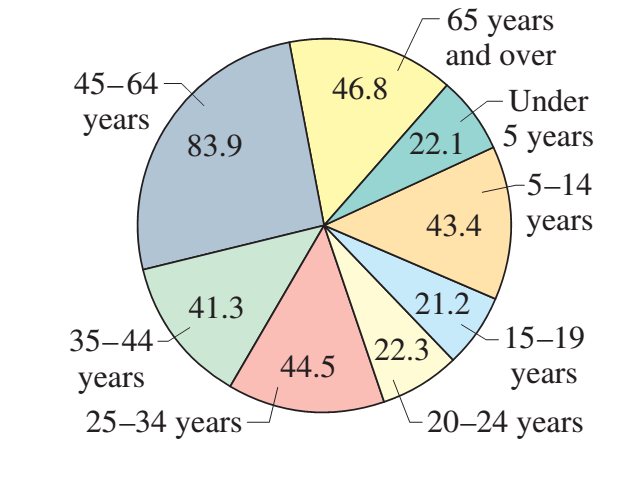 65 years
and over
46.8
Under
5 years
22.1
5–14
years
43.4
15–19
years
21.2
20–24 years
22.3
25–34 years
44.5
35–44
years
41.3
45–64
years
83.9